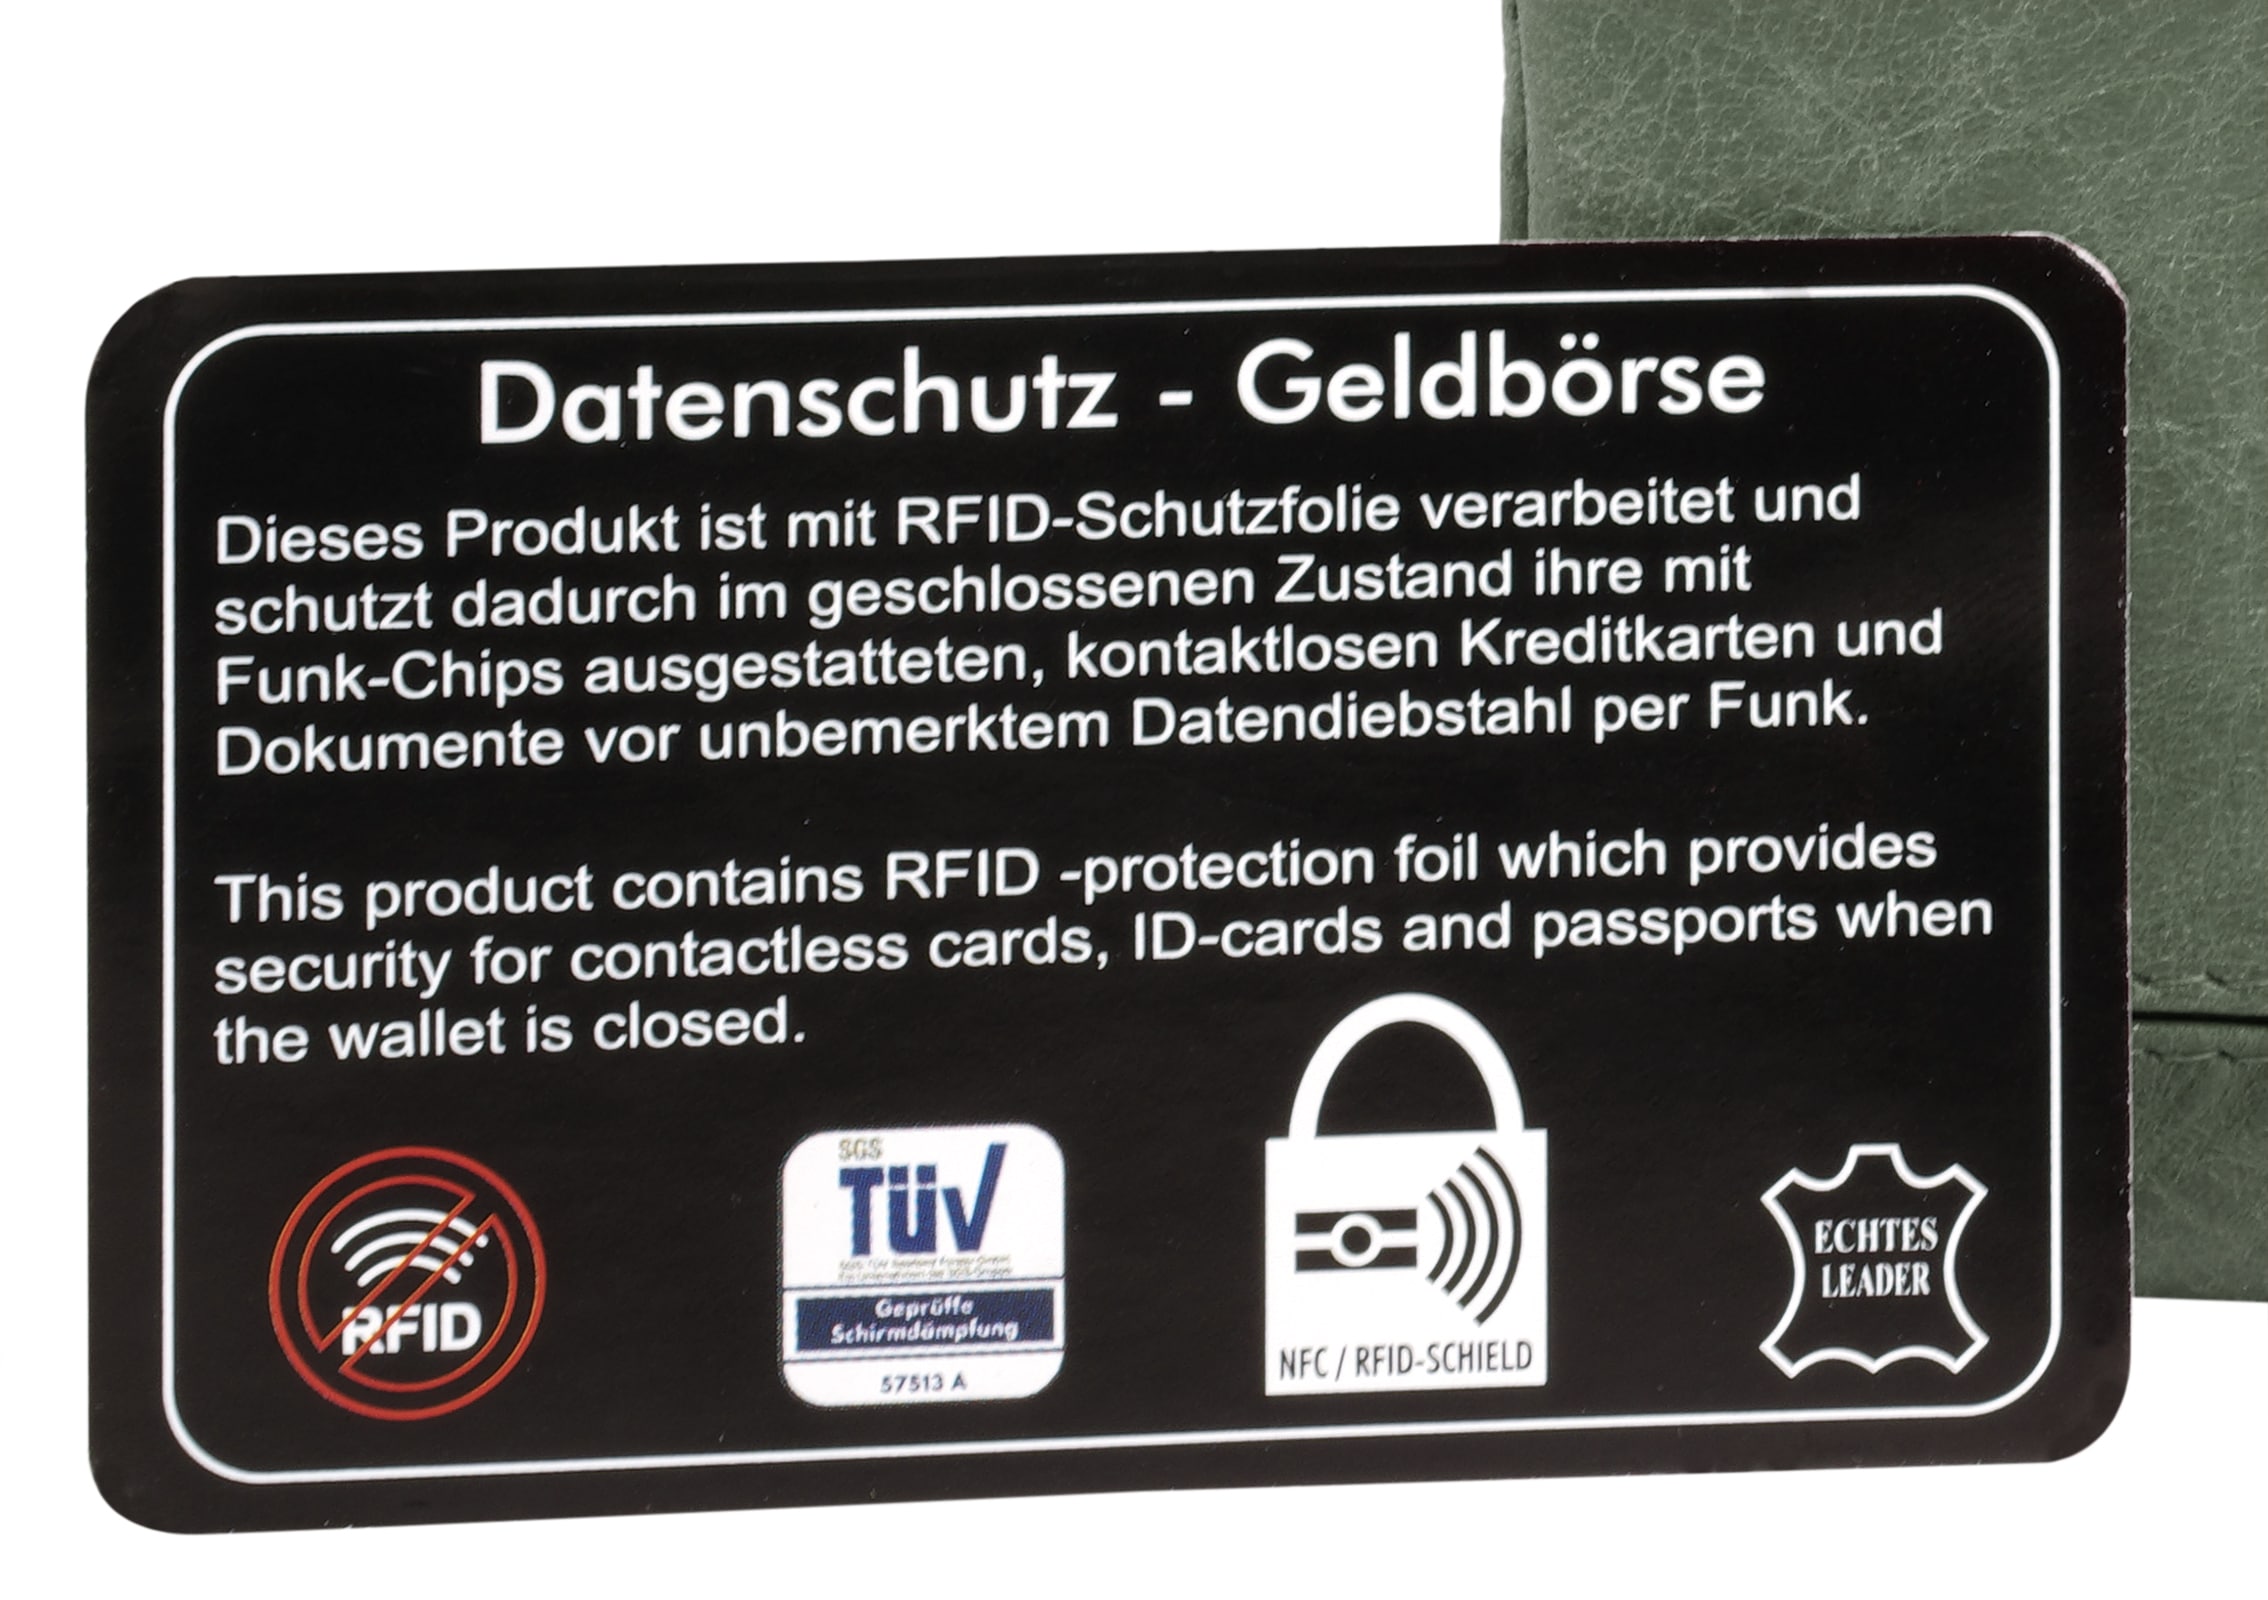 Datenschutz - Geldbörse
Dieses Produkt ist mit RFID-Schutzfolie verarbeitet und
schutzt dadurch im geschlossenen Zustand ihre mit
Funk-Chips ausgestatteten, kontaktlosen Kreditkarten und
Dokumente vor unbemerktem Datendiebstahl per Funk.
This product contains RFID -protection foil which provides
security for contactless cards, ID-cards and passports when
the wallet is closed.
RFID
SGS
TÜV
Geprüfte
Schirmdämpfung
57513 A
NFC / RFID-SCHIELD
ECHTES
LEADER